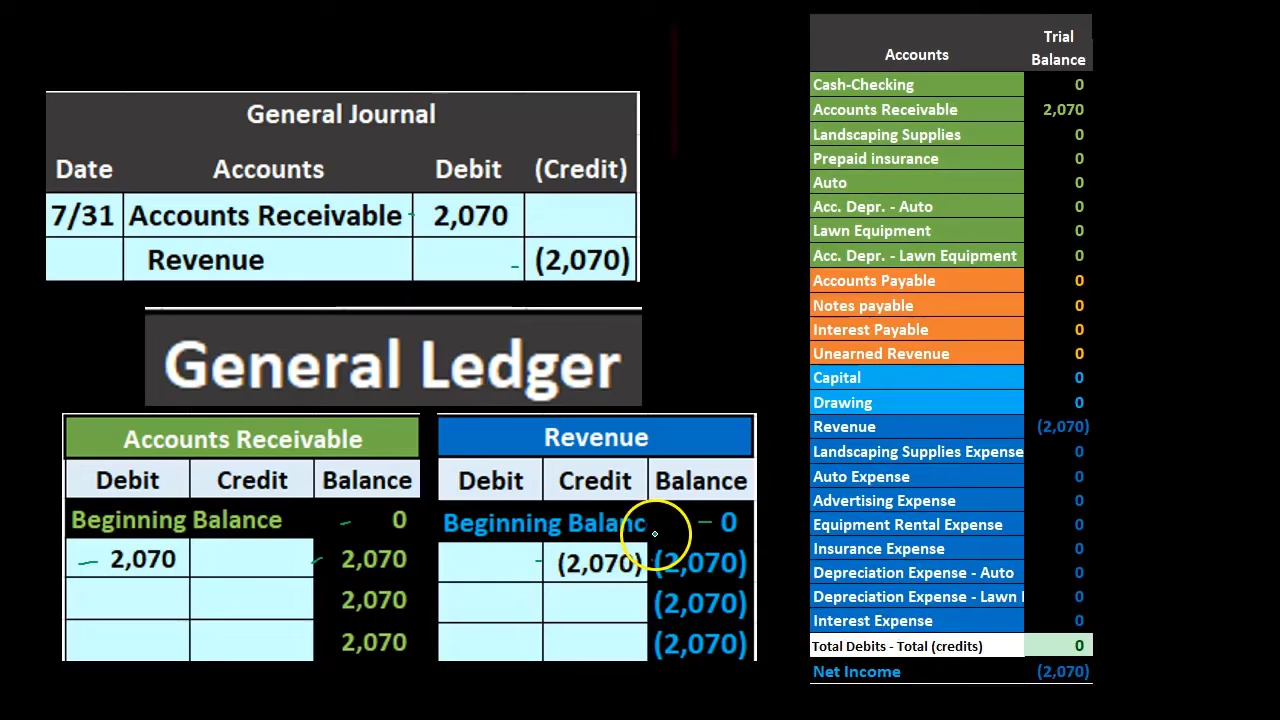 General Journal
Date Accounts Debit (Credit)
7/31 Accounts Receivable 2,070
Revenue (2,070)
General Ledger
Accounts Receivable
Debit Credit Balance
Beginning Balance 0
2,070 2,070
2,070
2,070
Revenue
Debit Credit Balance
Beginning Balanc 0
(2,070) (2,070)
(2,070)
(2,070)
Accounts Trial Balance
Cash-Checking 0
Accounts Receivable 2,070
Landscaping Supplies 0
Prepaid insurance 0
Auto 0
Acc. Depr. - Auto 0
Lawn Equipment 0
Acc. Depr. - Lawn Equipment 0
Accounts Payable 0
Notes payable 0
Interest Payable 0
Unearned Revenue 0
Capital 0
Drawing 0
Revenue (2,070)
Landscaping Supplies Expense 0
Auto Expense 0
Advertising Expense 0
Equipment Rental Expense 0
Insurance Expense 0
Depreciation Expense - Auto 0
Depreciation Expense - Lawn 0
Interest Expense 0
Total Debits - Total (credits) 0
Net Income (2,070)